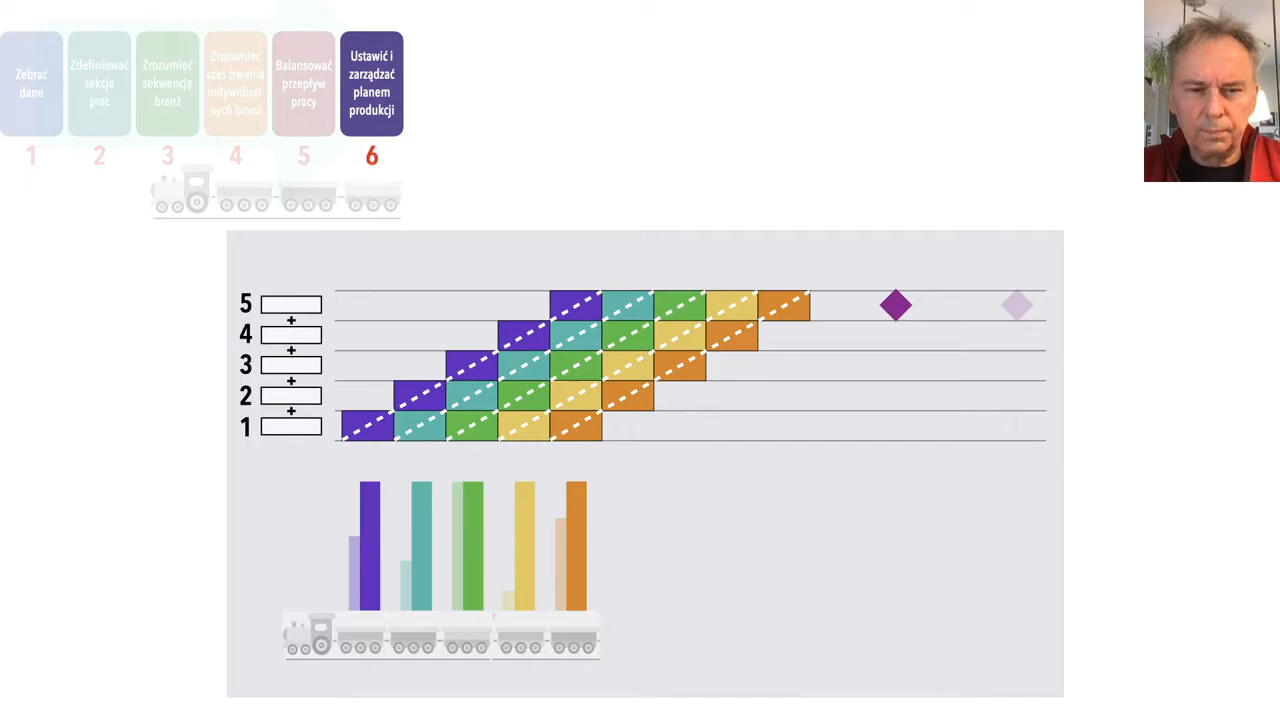 Zebrać
dane
Zdefiniować
sekcje
prac
Zrozumieć
sekwencję
branż
Zrozumieć
czas trwania
indywidual-
nych branż
Balansować
przepływ
pracy
Ustawić i
zarządzać
planem
produkcji
1 2 3 4 5 6
5
+
4
+
3
+
2
+
1